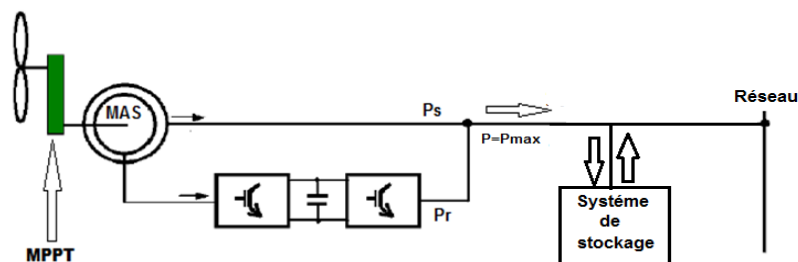 MAS
Ps
Réseau
P=Pmax
Pr
Systéme
de
stockage
MPPT